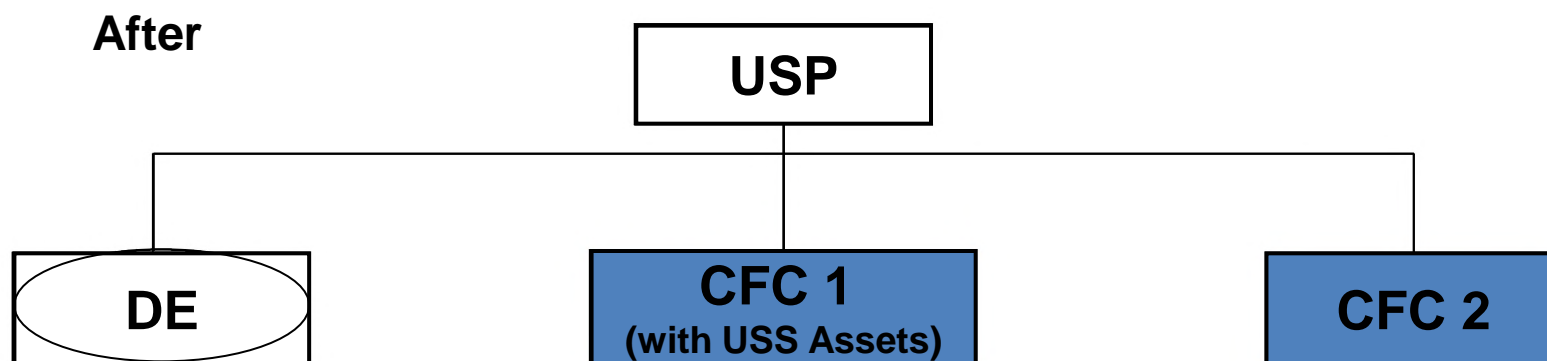 After
USP
DE
CFC 1
(with USS Assets)
CFC 2